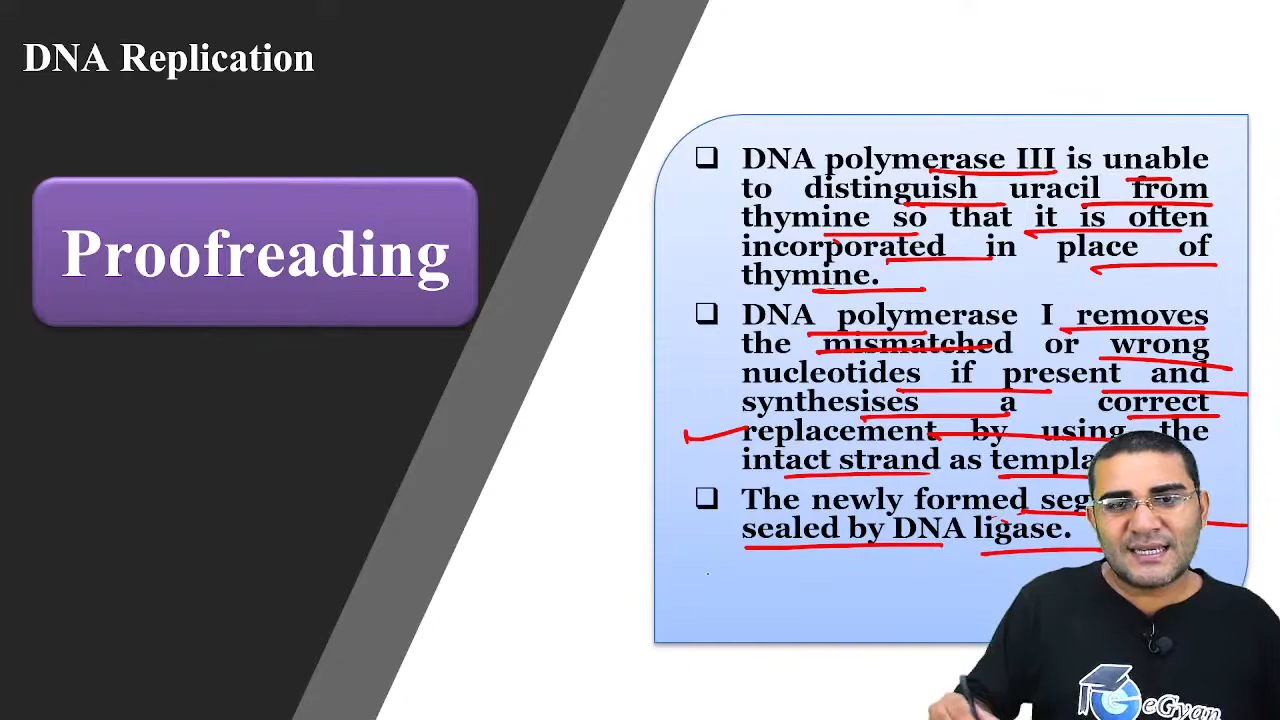 DNA Replication
Proofreading
❑ DNA polymerase III is unable
to distinguish uracil from
thymine so that it is often
incorporated in place of
thymine.
❑ DNA polymerase I removes
the mismatched or wrong
nucleotides if present and
synthesises a correct
replacement by using the
intact strand as
❑ The newly formed
sealed by DNA ligase.
eGyan